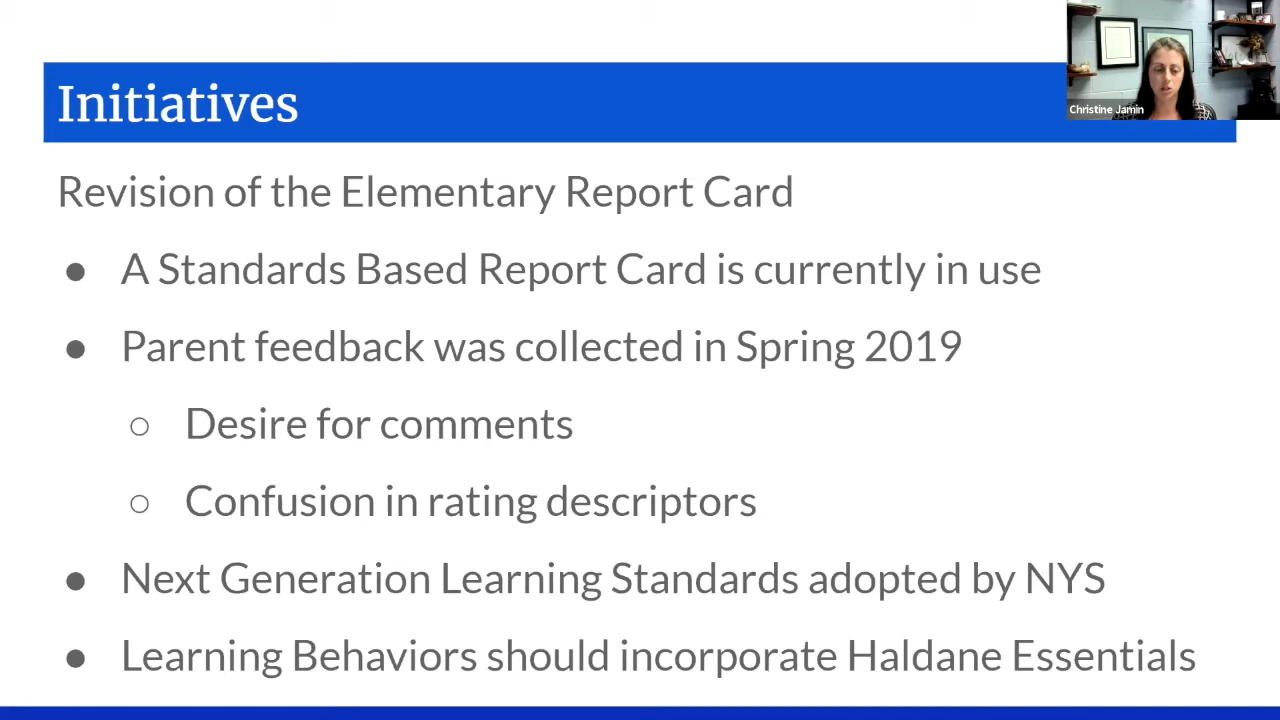 Initiatives
Christine Jamin
Revision of the Elementary Report Card
● A Standards Based Report Card is currently in use
● Parent feedback was collected in Spring 2019
○ Desire for comments
○ Confusion in rating descriptors
● Next Generation Learning Standards adopted by NYS
● Learning Behaviors should incorporate Haldane Essentials